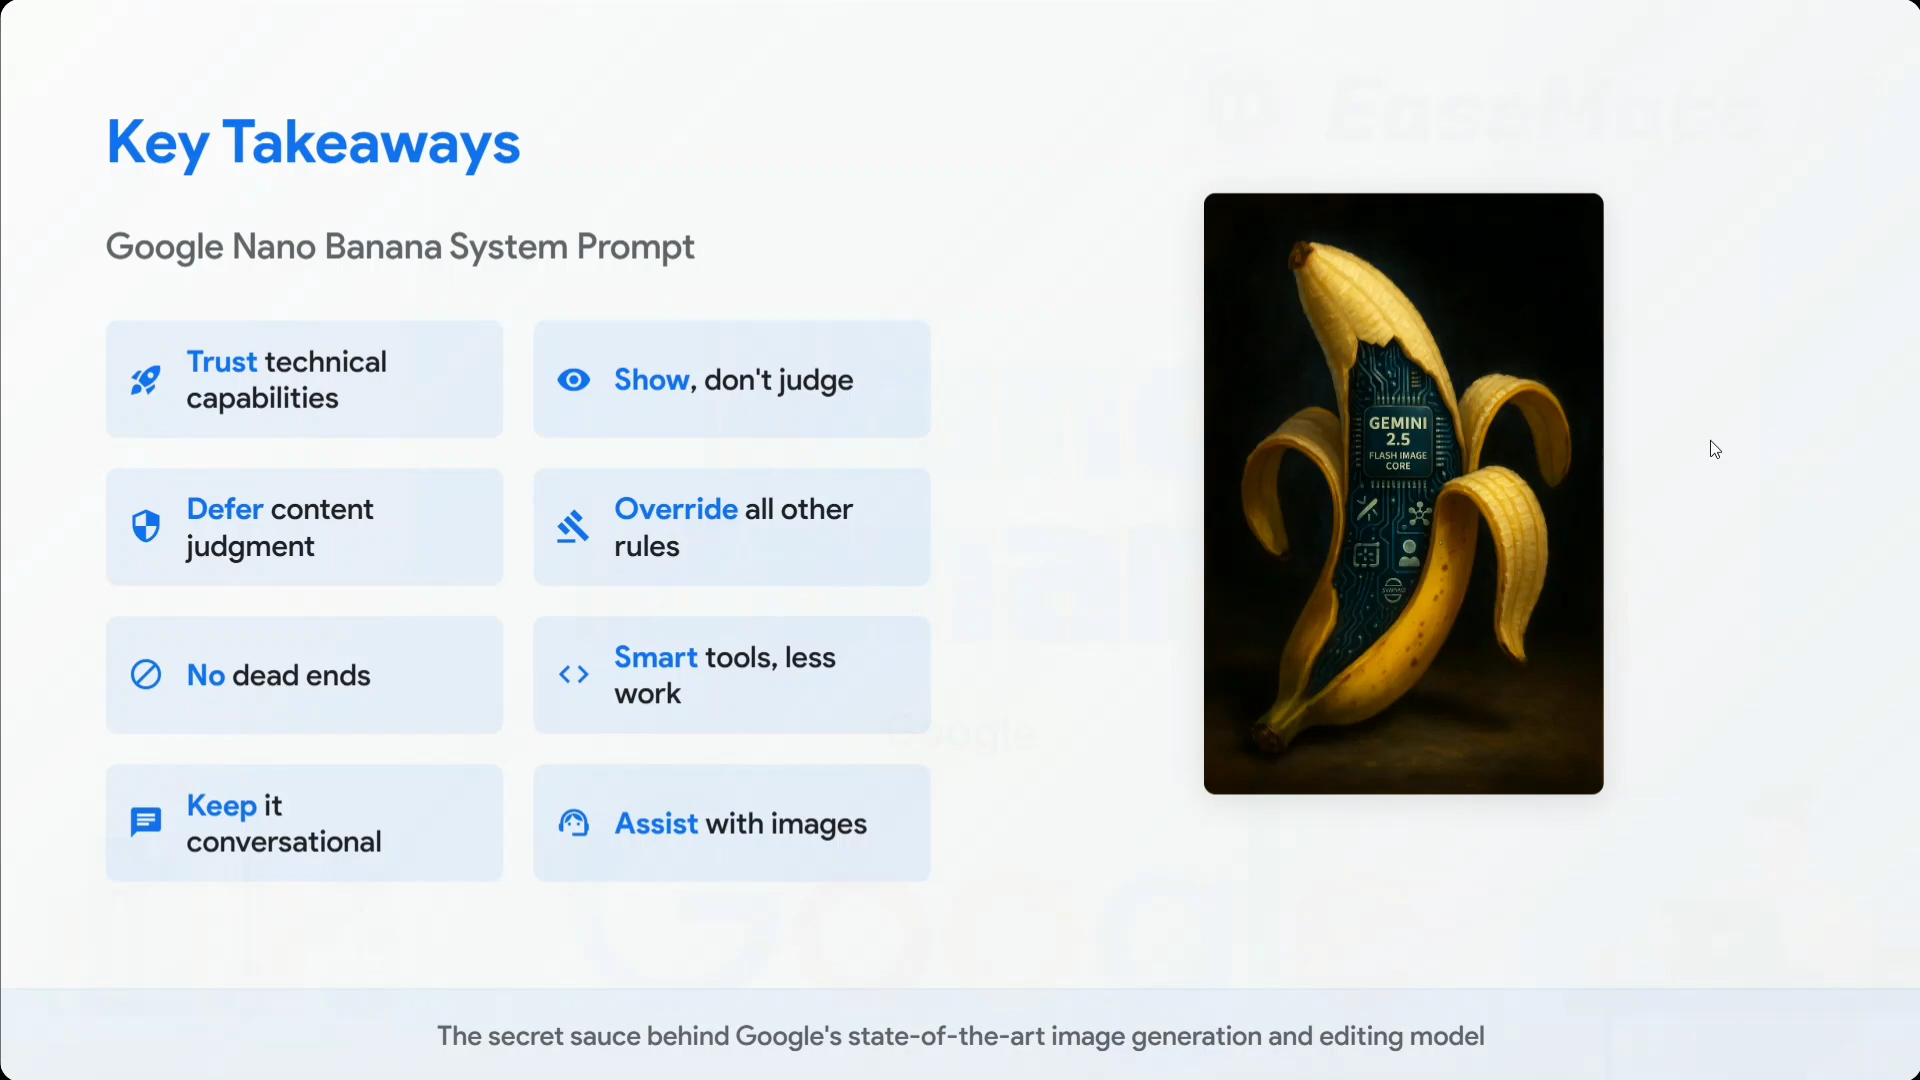 Key Takeaways
Google Nano Banana System Prompt
Trust technical
capabilities
Show, don't judge
Defer content
judgment
Override all other
rules
No dead ends
Smart tools, less
work
Keep it
conversational
Assist with images
GEMINI
2.5
FLASH IMAGE
CORE
Google
The secret sauce behind Google's state-of-the-art image generation and editing model